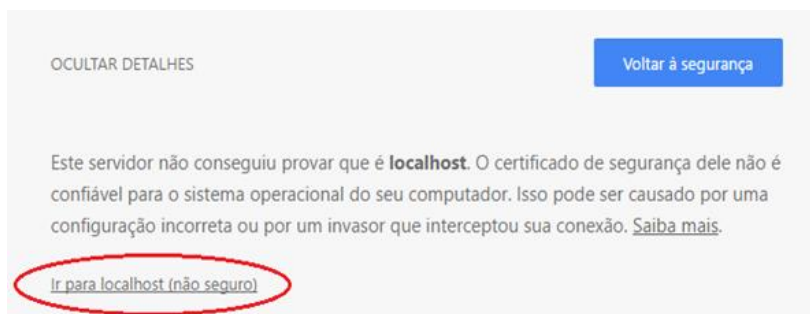 OCULTAR DETALHES
Voltar à segurança
Este servidor não conseguiu provar que é localhost. O certificado de segurança dele não é
confiável para o sistema operacional do seu computador. Isso pode ser causado por uma
configuração incorreta ou por um invasor que interceptou sua conexão. Saiba mais.
Ir para localhost (não seguro)